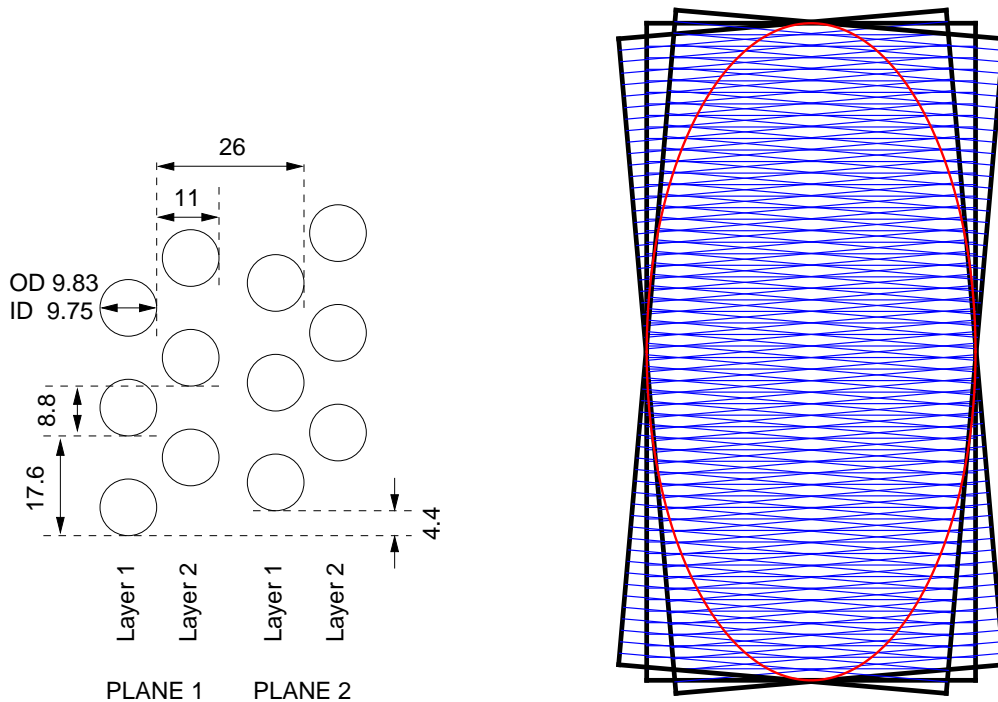 26
11
OD 9.83
ID 9.75
8.8
17.6
4.4
Layer 1
Layer 2
Layer 1
Layer 2
PLANE 1
PLANE 2